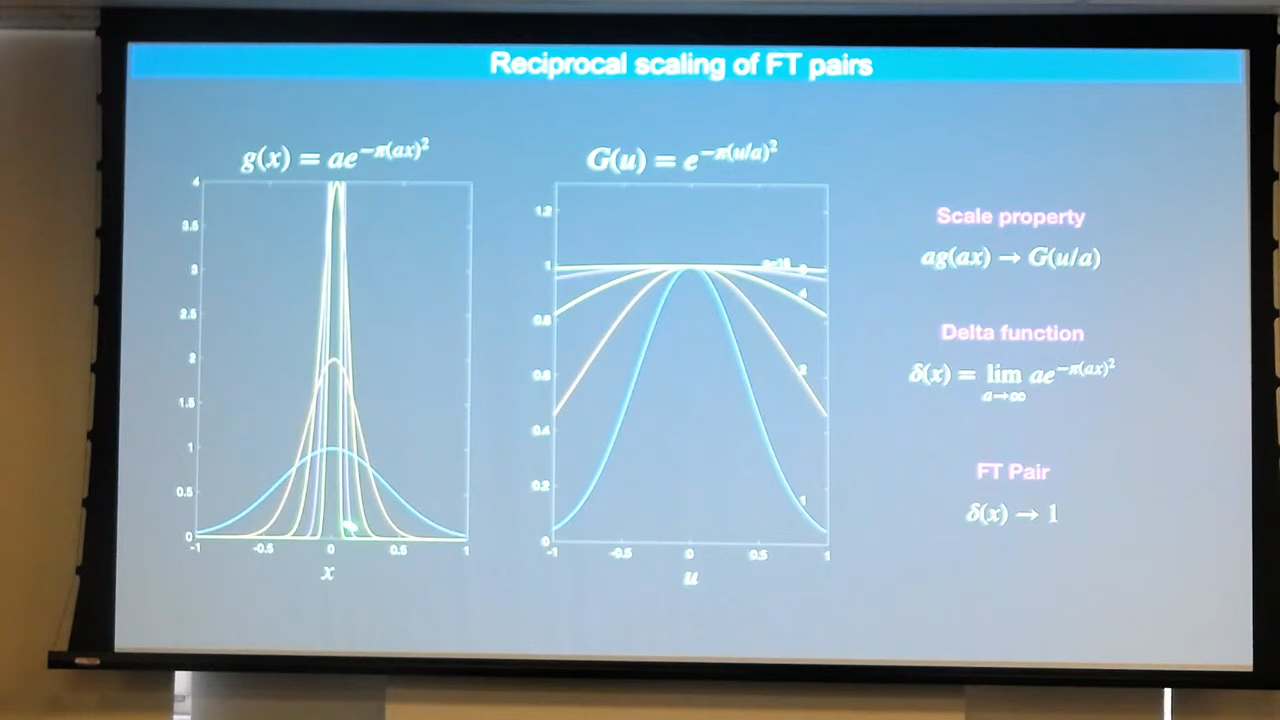 Reciprocal scaling of FT pairs
g(x) = ae^{-π(ax)^2}
4
3.5
3
2.5
2
1.5
1
0.5
0
-1 -0.5 0 0.5 1
x
G(u) = e^{-π(u/a)^2}
1.2
1
0.8
0.6
0.4
0.2
0
4
2
1
-1 -0.5 0 0.5 1
u
Scale property
ag(ax) → G(u/a)
Delta function
δ(x) = lim ae^{-π(ax)^2}
a→∞
FT Pair
δ(x) → 1